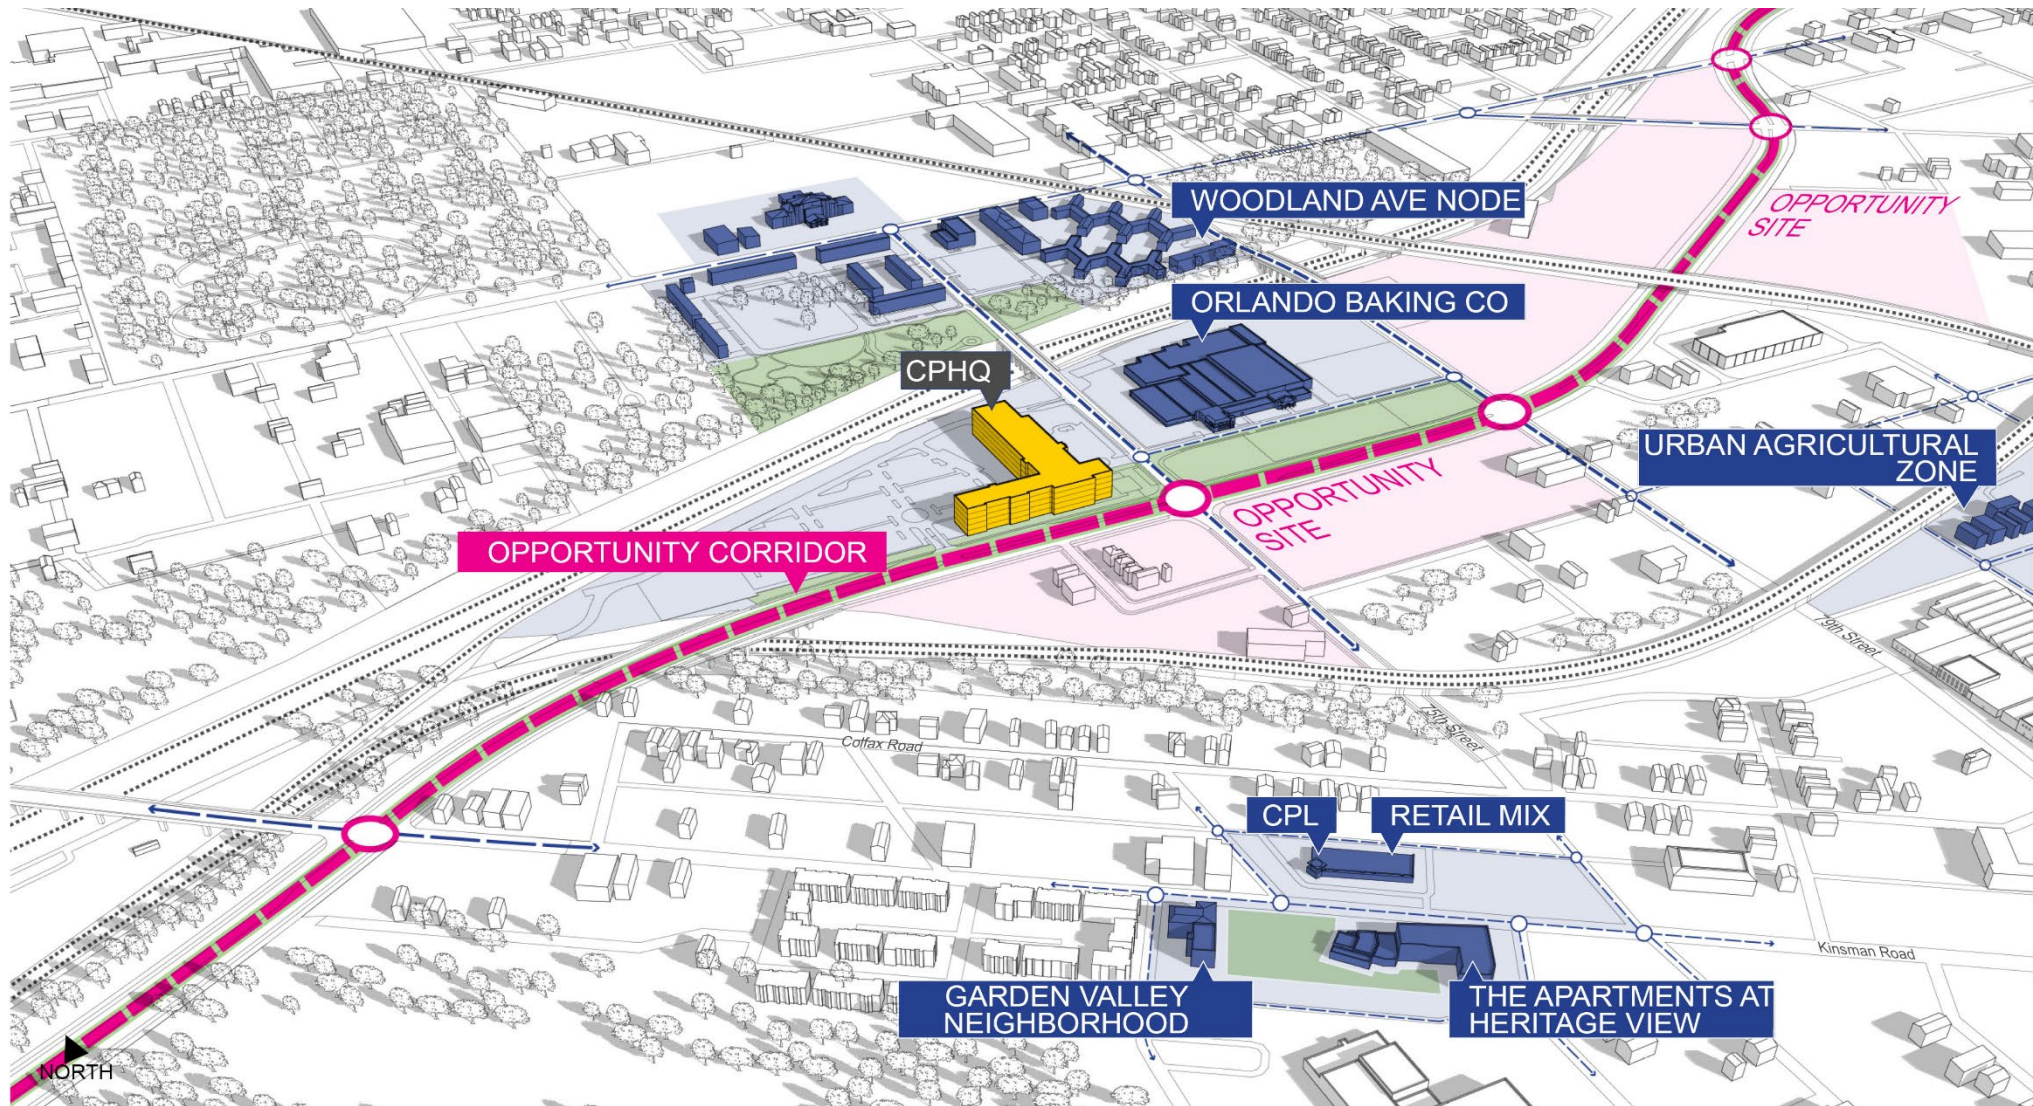 WOODLAND AVE NODE
OPPORTUNITY
SITE
ORLANDO BAKING CO
CPHQ
URBAN AGRICULTURAL
ZONE
OPPORTUNITY
SITE
OPPORTUNITY CORRIDOR
79th Street
75th Street
Colfax Road
CPL
RETAIL MIX
Kinsman Road
GARDEN VALLEY
NEIGHBORHOOD
THE APARTMENTS AT
HERITAGE VIEW
NORTH